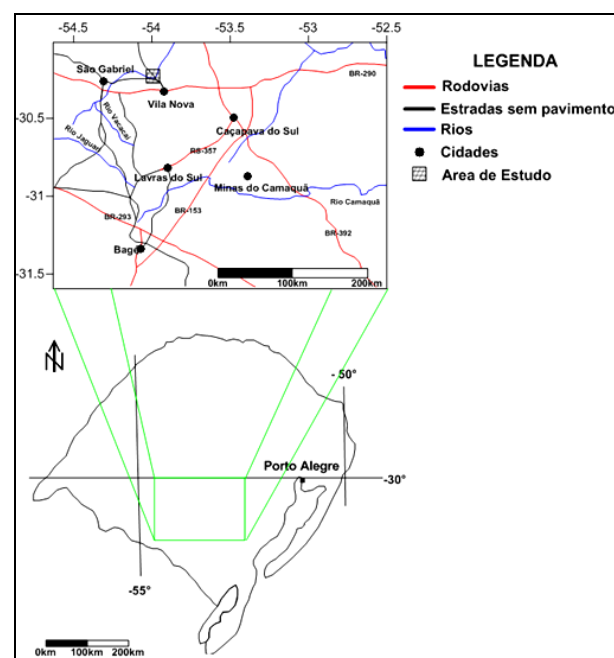 -54.5 -54 -53.5 -53 -52.5
São Gabriel
BR-290
Vila Nova
-30.5
Rio Vacacaí
Caçapava do Sul
Rio Jaguari
RS-357
Lavras do Sul
Minas do Camaquã
-31
Rio Camaquã
BR-293
BR-153
BR-392
Bagé
-31.5
0km 100km 200km
LEGENDA
Rodovias
Estradas sem pavimento
Rios
Cidades
Area de Estudo
N
- 50°
Porto Alegre
-30°
-55°
0km 100km 200km